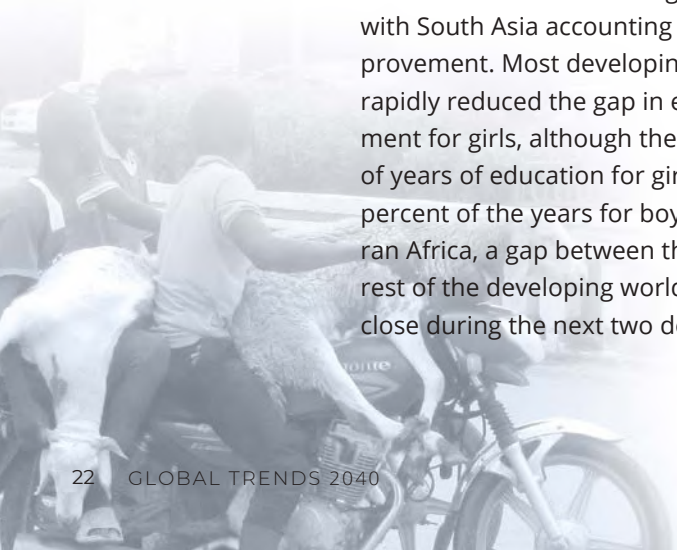 with South Asia accounting
provement. Most developin
rapidly reduced the gap in e
ment for girls, although the
of years of education for gir
percent of the years for boy
ran Africa, a gap between th
rest of the developing world
close during the next two de
22 GLOBAL TRENDS 2040